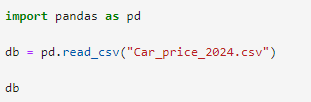 import pandas as pd
db = pd.read_csv("Car_price_2024.csv")
db